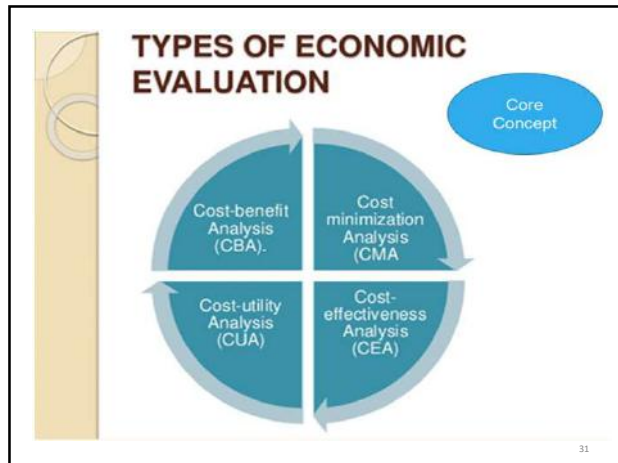 TYPES OF ECONOMIC
EVALUATION
Core
Concept
Cost-benefit
Analysis
(CBA).
Cost
minimization
Analysis
(CMA
Cost-utility
Analysis
(CUA)
Cost-
effectiveness
Analysis
(CEA)
31